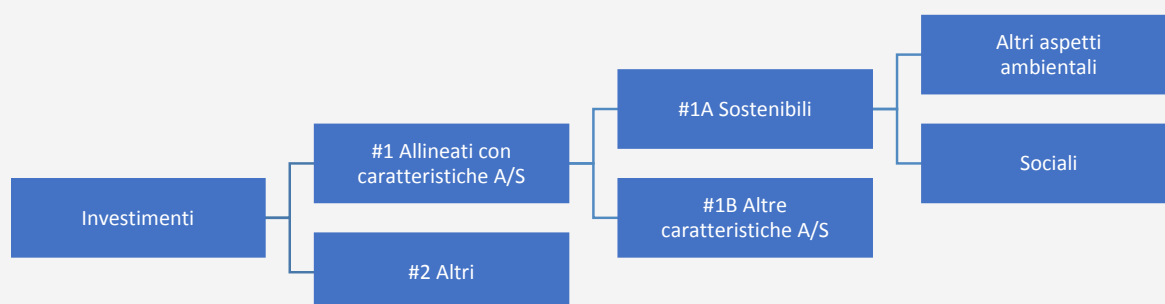 Investimenti
#1 Allineati con
caratteristiche A/S
#2 Altri
#1A Sostenibili
#1B Altre
caratteristiche A/S
Altri aspetti
ambientali
Sociali